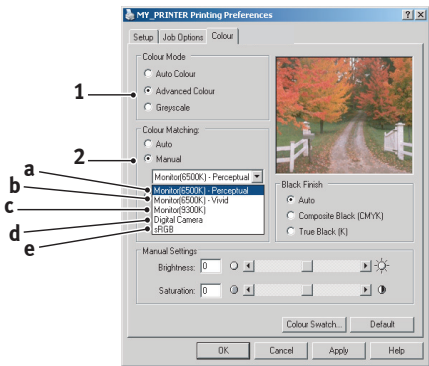 MY_PRINTER Printing Preferences
Setup Job Options Colour
Colour Mode
Auto Colour
1 Advanced Colour
Greyscale
Colour Matching:
Auto
2 Manual
Monitor(6500K) - Perceptual
a Monitor(6500K) - Perceptual
b Monitor(6500K) - Vivid
c Monitor(9300K)
d Digital Camera
e sRGB
Black Finish
Auto
Composite Black (CMYK)
True Black (K)
Manual Settings
Brightness: 0
Saturation: 0
Colour Swatch... Default
OK Cancel Apply Help